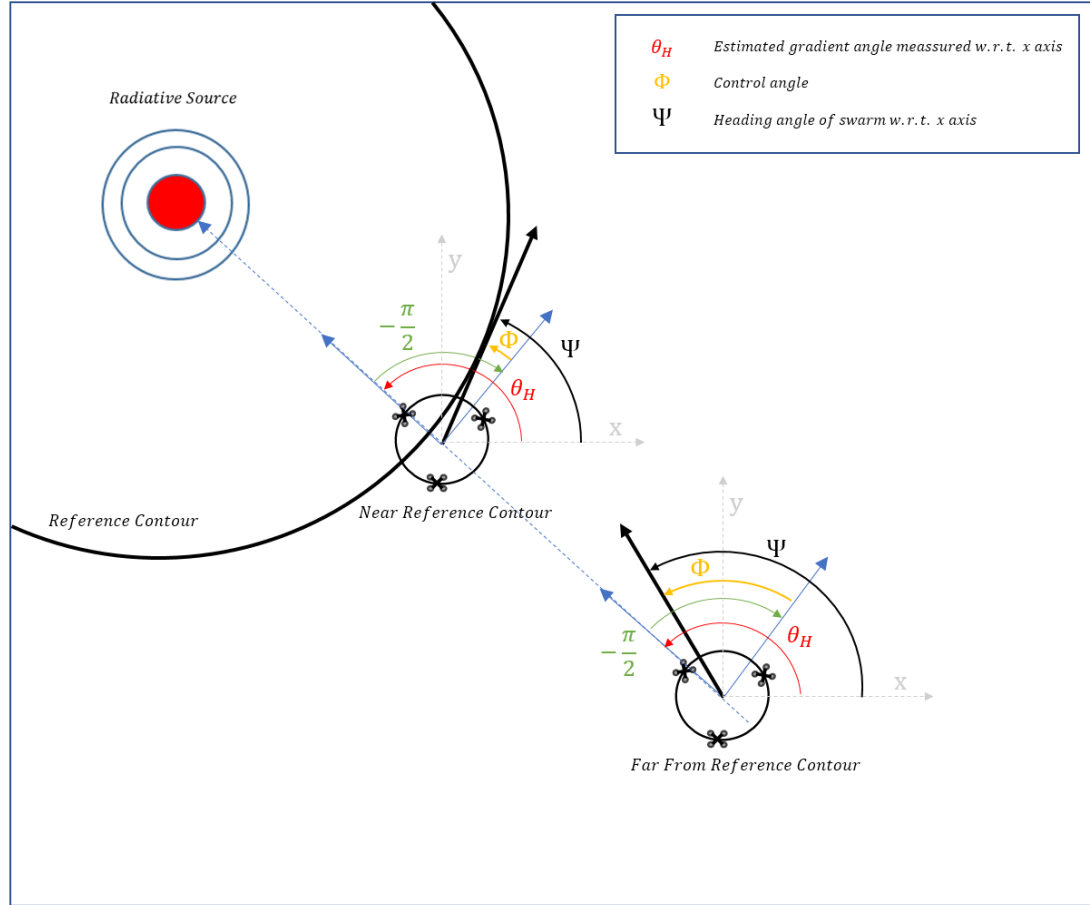 θ_H Estimated gradient angle meassured w.r.t. x axis
Φ Control angle
Ψ Heading angle of swarm w.r.t. x axis
Radiative Source
y
−π/2
Φ
Ψ
θ_H
x
Reference Contour
Near Reference Contour
y
Ψ
Φ
θ_H
−π/2
x
Far From Reference Contour